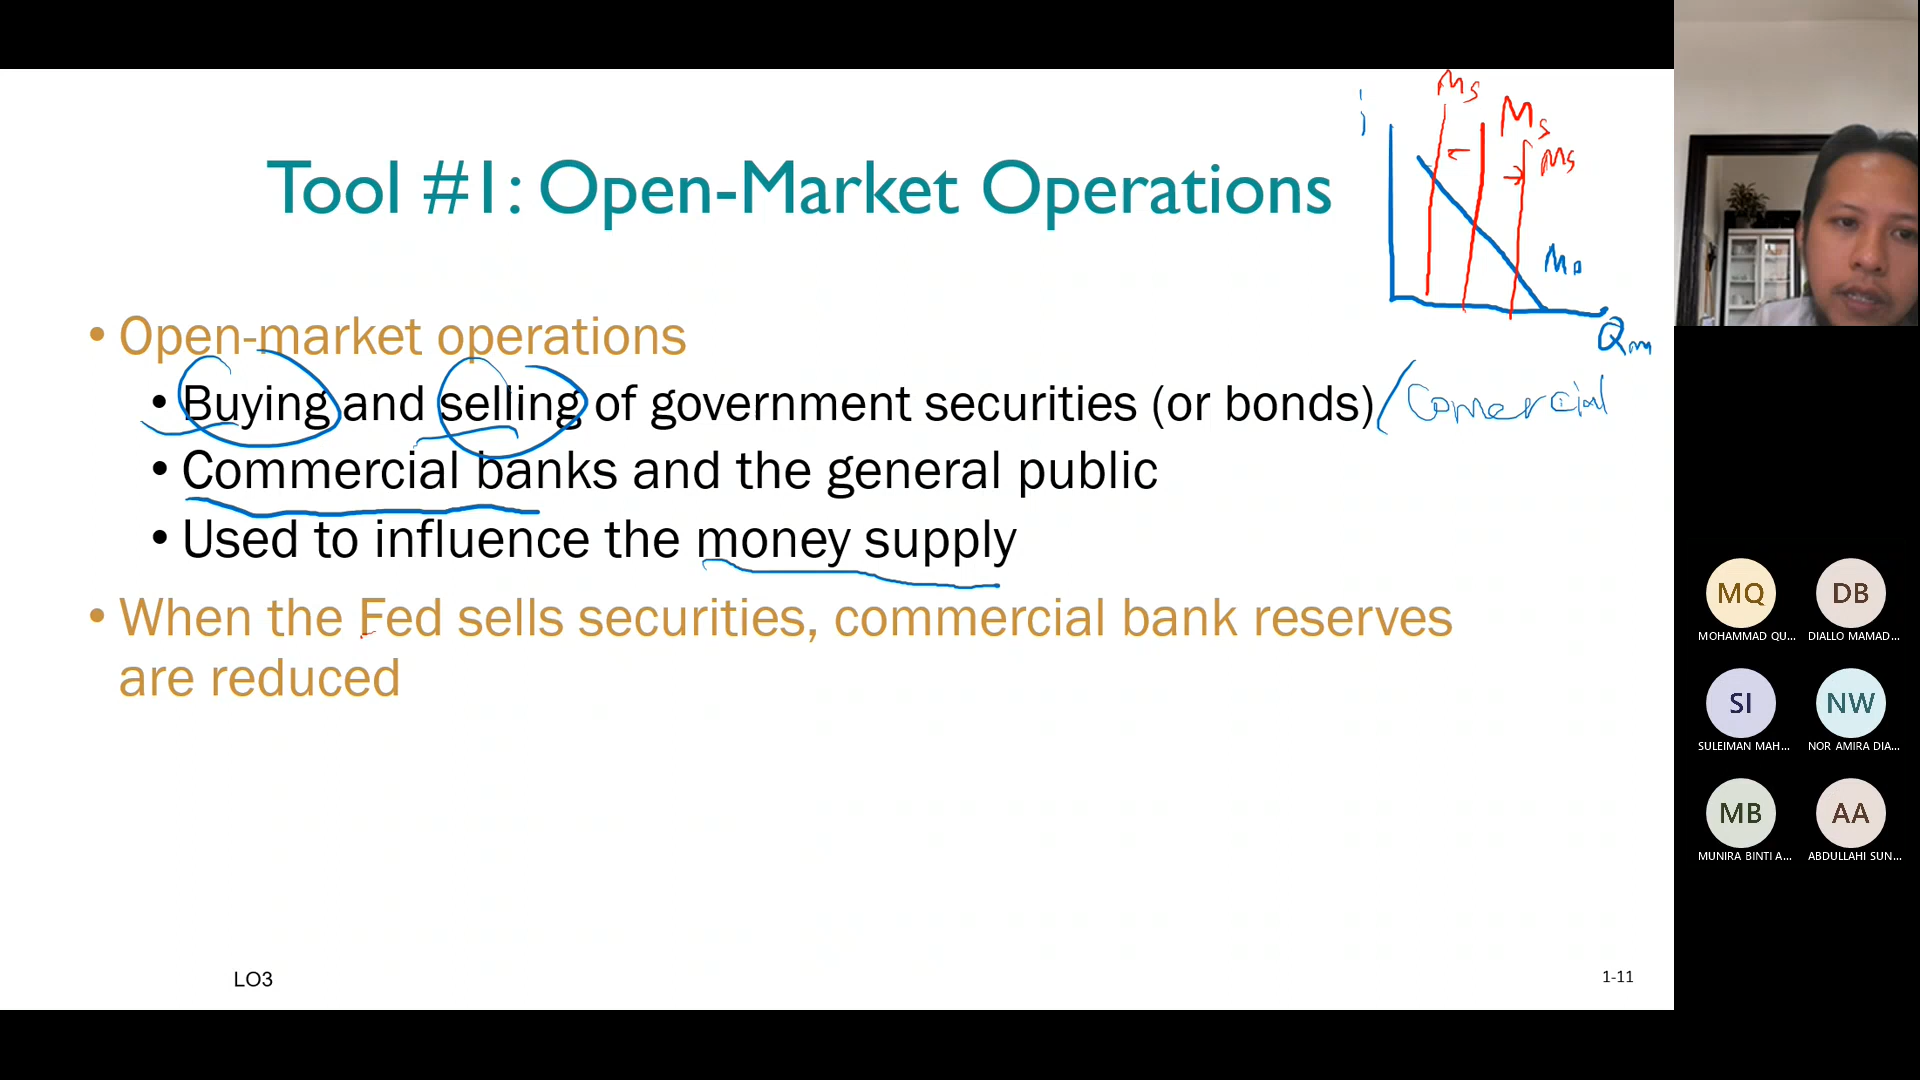 Ms
Ms
i
Ms
Tool #1: Open-Market Operations
MD
• Open-market operations
Qm
• Buying and selling of government securities (or bonds)/Comercial
• Commercial banks and the general public
• Used to influence the money supply
• When the Fed sells securities, commercial bank reserves
are reduced
LO3
1-11
MQ
DB
MOHAMMAD QU...
DIALLO MAMAD...
SI
NW
SULEIMAN MAH...
NOR AMIRA DIA...
MB
AA
MUNIRA BINTI A...
ABDULLAHI SUN...